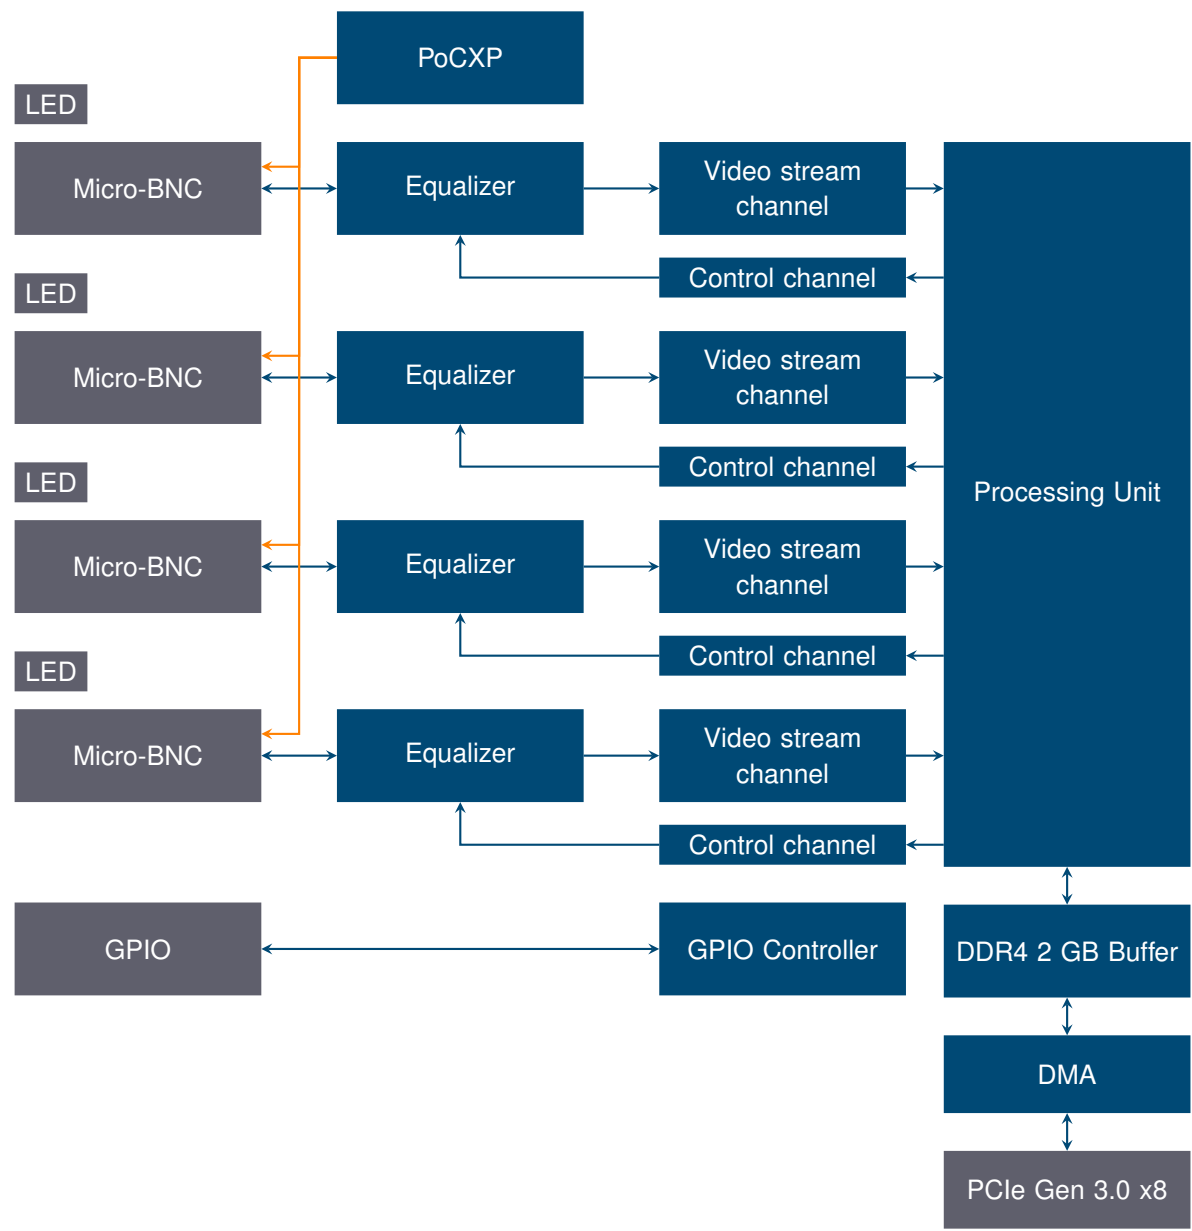 PoCXP
LED
Micro-BNC
Equalizer
Video stream
channel
Control channel
LED
Micro-BNC
Equalizer
Video stream
channel
Control channel
Processing Unit
LED
Micro-BNC
Equalizer
Video stream
channel
Control channel
LED
Micro-BNC
Equalizer
Video stream
channel
Control channel
GPIO
GPIO Controller
DDR4 2 GB Buffer
DMA
PCIe Gen 3.0 x8